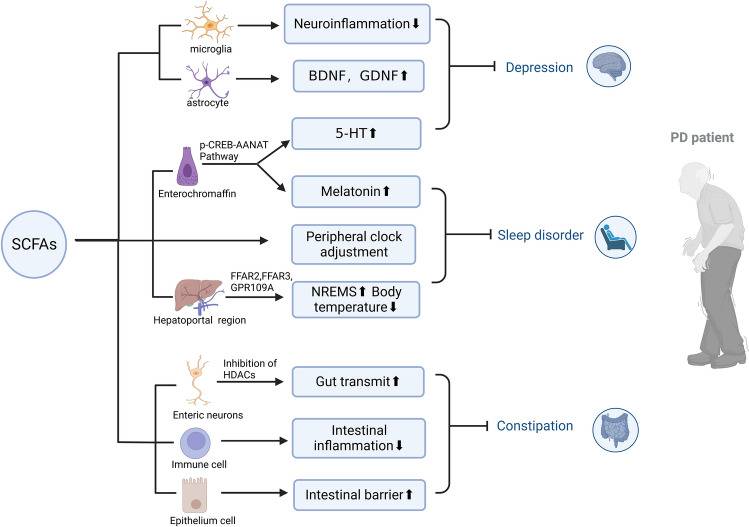 Neuroinflammation⬇
microglia
BDNF, GDNF⬆
astrocyte
Depression
5-HT⬆
p-CREB-AANAT
Pathway
PD patient
Enterochromaffin
Melatonin⬆
SCFAs
Peripheral clock
adjustment
Sleep disorder
FFAR2,FFAR3,
GPR109A
NREMS⬆ Body
temperature⬇
Hepatoportal region
Inhibition of
HDACs
Gut transmit⬆
Enteric neurons
Intestinal
inflammation⬇
Constipation
Immune cell
Intestinal barrier⬆
Epithelium cell